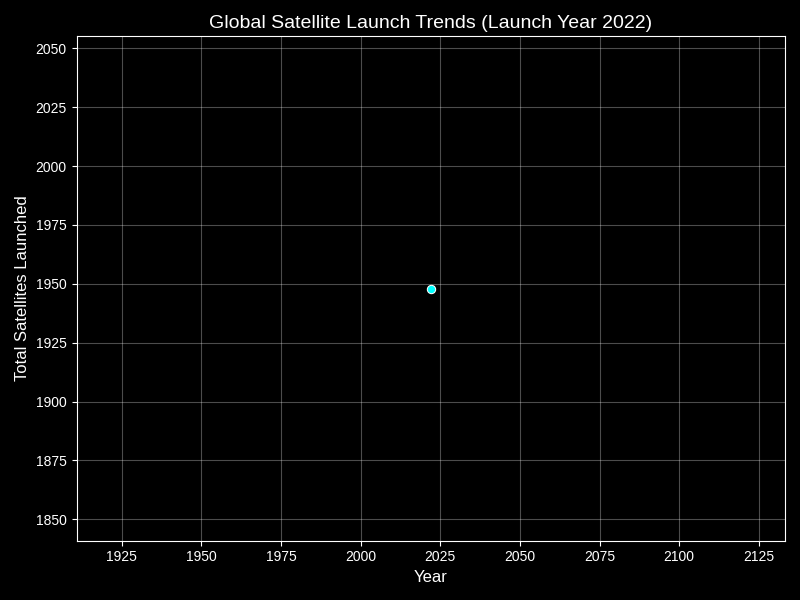 Global Satellite Launch Trends (Launch Year 2022)
Total Satellites Launched
2050
2025
2000
1975
1950
1925
1900
1875
1850
1925 1950 1975 2000 2025 2050 2075 2100 2125
Year